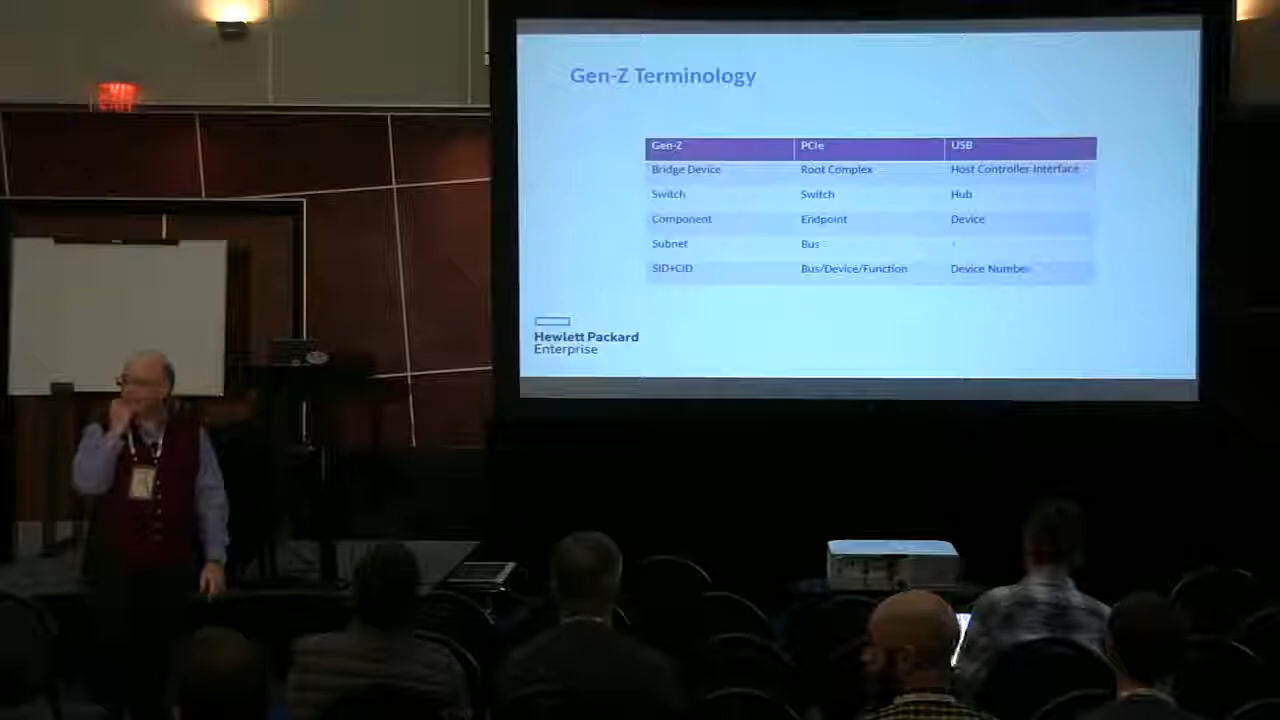 EXIT
Gen-Z Terminology
Gen-Z PCIe USB
Bridge Device Root Complex Host Controller Interface
Switch Switch Hub
Component Endpoint Device
Subnet Bus -
SID+CID Bus/Device/Function Device Number
Hewlett Packard
Enterprise